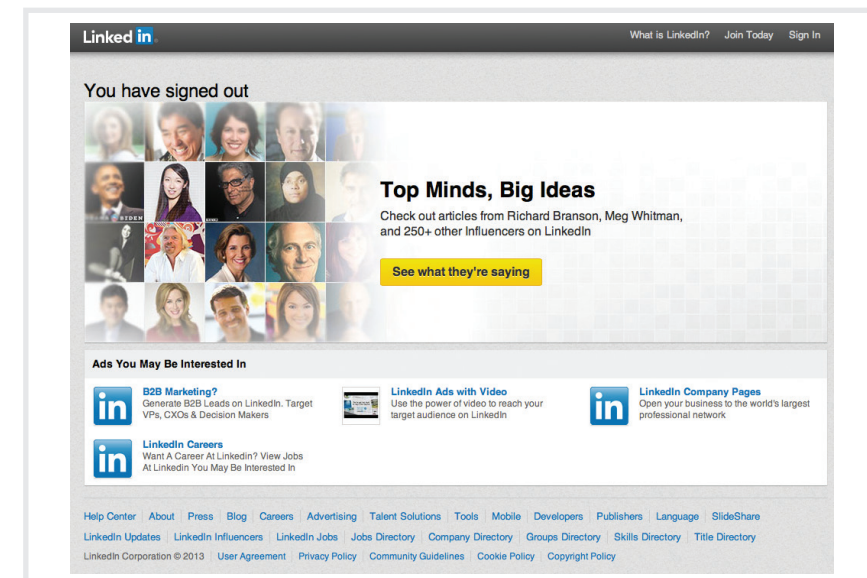 Linked in.
What is LinkedIn? Join Today Sign In
You have signed out
Top Minds, Big Ideas
Check out articles from Richard Branson, Meg Whitman,
and 250+ other Influencers on LinkedIn
See what they're saying
Ads You May Be Interested In
in
B2B Marketing?
Generate B2B Leads on LinkedIn. Target
VPs, CXOs & Decision Makers
LinkedIn Ads with Video
Use the power of video to reach your
target audience on LinkedIn
in
LinkedIn Company Pages
Open your business to the world's largest
professional network
in
LinkedIn Careers
Want A Career At Linkedin? View Jobs
At Linkedin You May Be Interested In
Help Center About Press Blog Careers Advertising Talent Solutions Tools Mobile Developers Publishers Language SlideShare
LinkedIn Updates LinkedIn Influencers LinkedIn Jobs Jobs Directory Company Directory Groups Directory Skills Directory Title Directory
LinkedIn Corporation © 2013 User Agreement Privacy Policy Community Guidelines Cookie Policy Copyright Policy